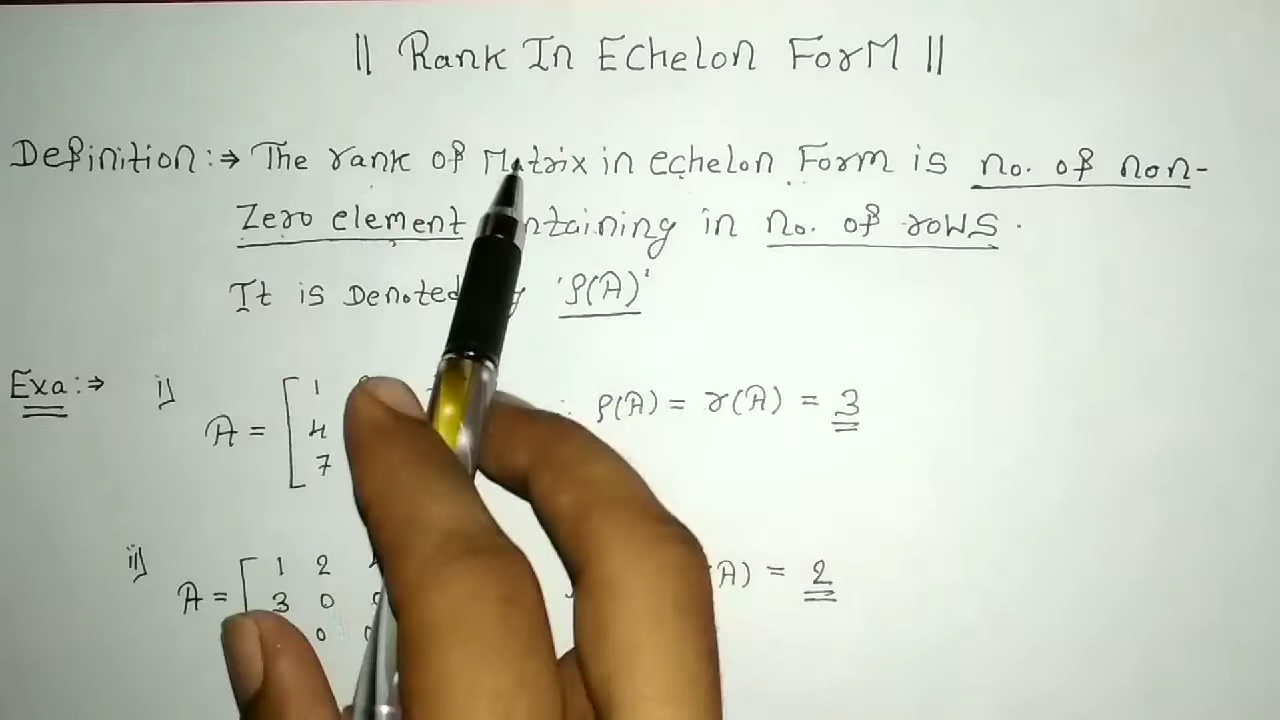 || Rank In Echelon Form ||
Definition :⇒ The rank of Matrix in echelon Form is no. of non-
Zero element in no. of rows.
It is Denoted 'ρ(A)'
Exa :⇒ i) 1
A = 4 ρ(A) = r(A) = 3
7
ii) 1 2
A = 3 0 A) = 2
0